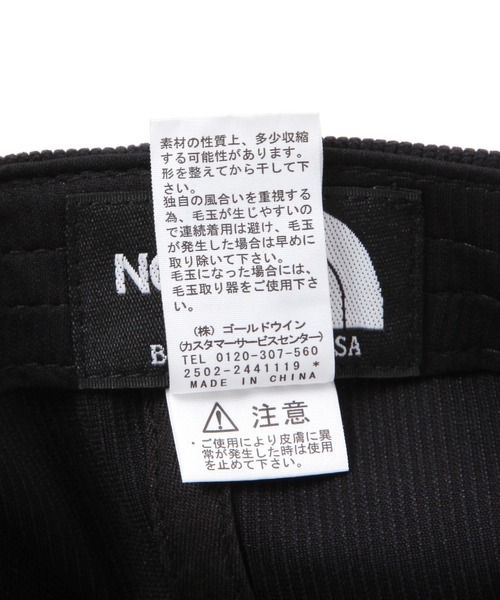 素材の性質上、多少収縮
する可能性があります。
形を整えてから干して下
さい。
独自の風合いを重視する
為、毛玉が生じやすいの
で連続着用は避け、毛玉
が発生した場合は早めに
取り除いて下さい。
毛玉になった場合には、
毛玉取り器をご使用下さ
い。
(株) ゴールドウイン
(カスタマーサービスセンター)
TEL 0120-307-560
2502-2441119 *
MADE IN CHINA
NO
B
SA
注意
・ご使用により皮膚に異
常が発生した時は使用
を止めて下さい。